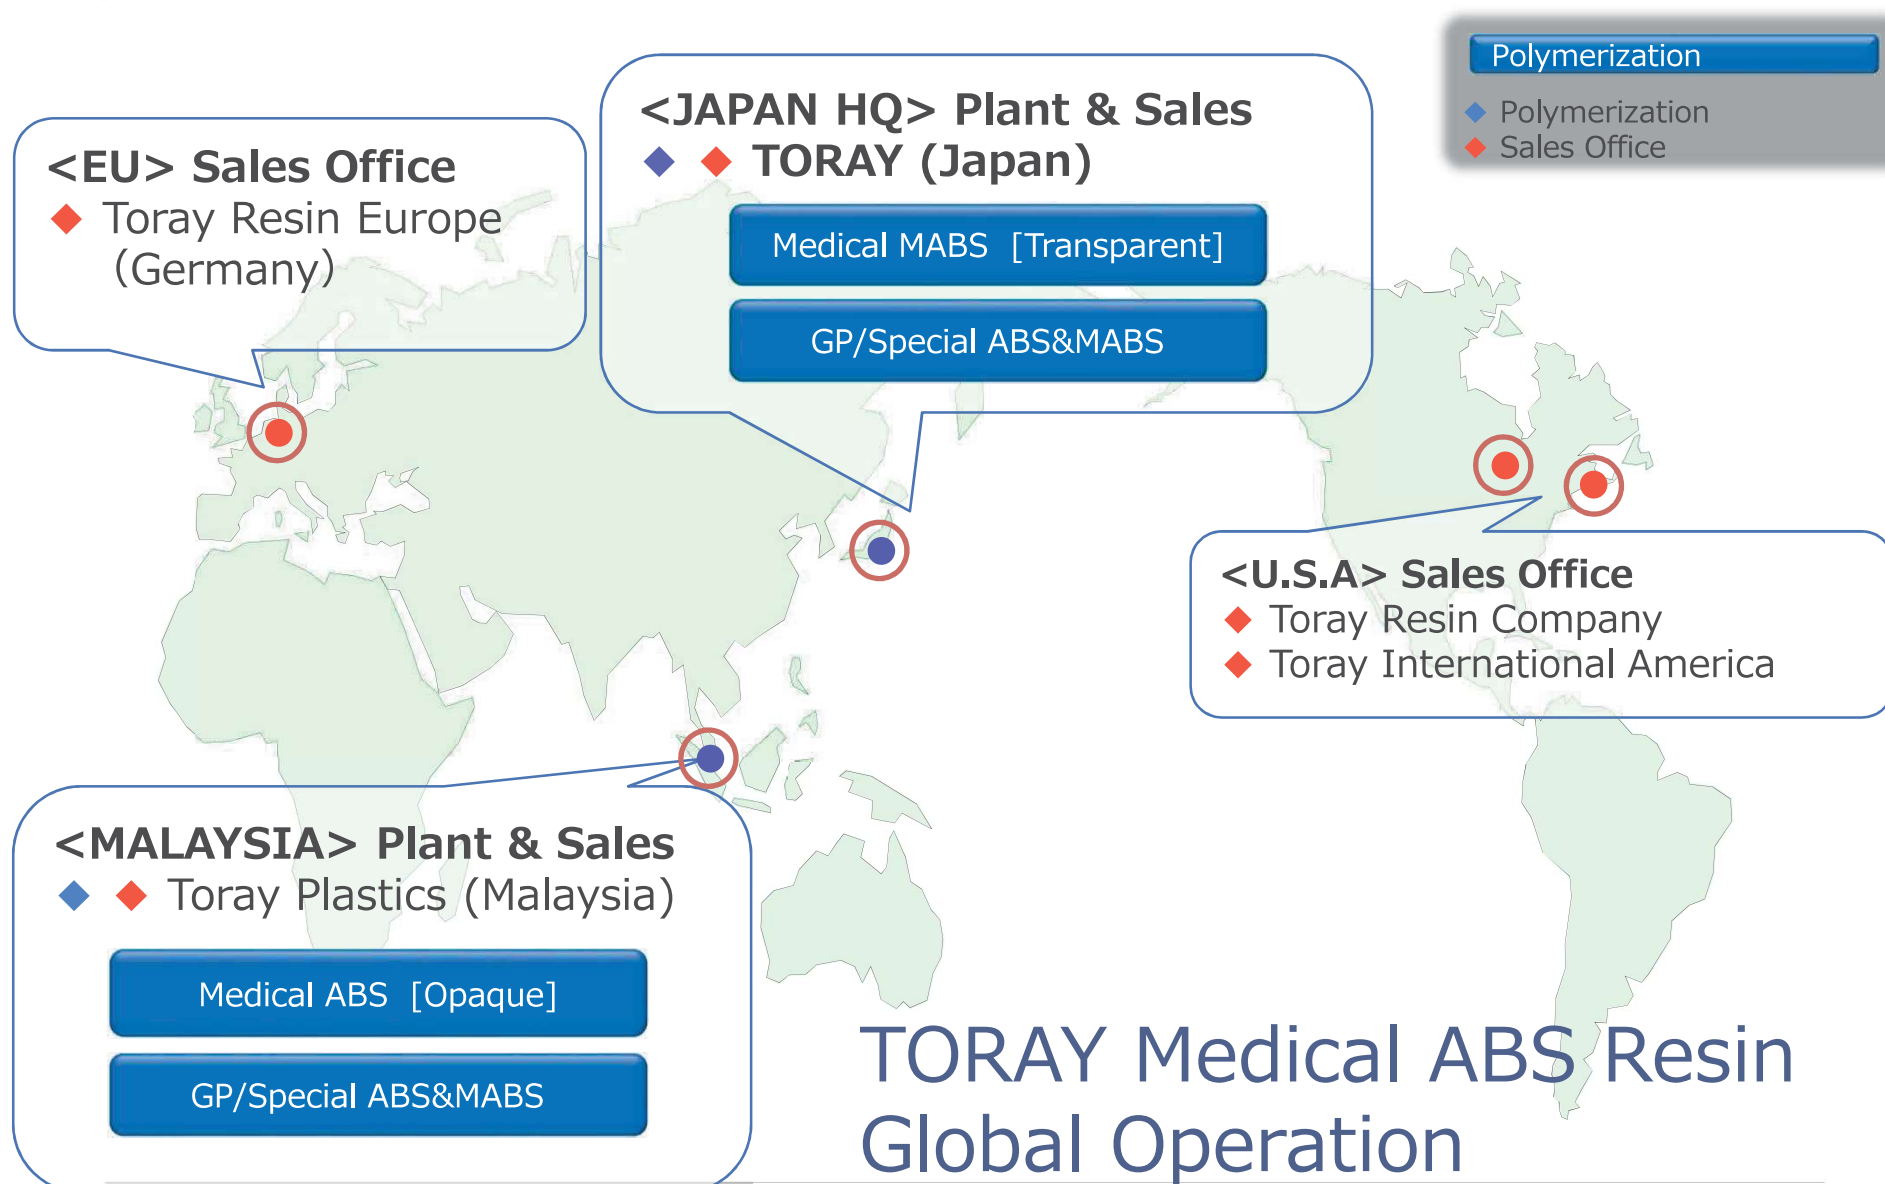 Polymerization
◆ Polymerization
◆ Sales Office
<EU> Sales Office
◆ Toray Resin Europe
(Germany)
<JAPAN HQ> Plant & Sales
◆ ◆ TORAY (Japan)
Medical MABS [Transparent]
GP/Special ABS&MABS
<U.S.A> Sales Office
◆ Toray Resin Company
◆ Toray International America
<MALAYSIA> Plant & Sales
◆ ◆ Toray Plastics (Malaysia)
Medical ABS [Opaque]
GP/Special ABS&MABS
TORAY Medical ABS Resin
Global Operation